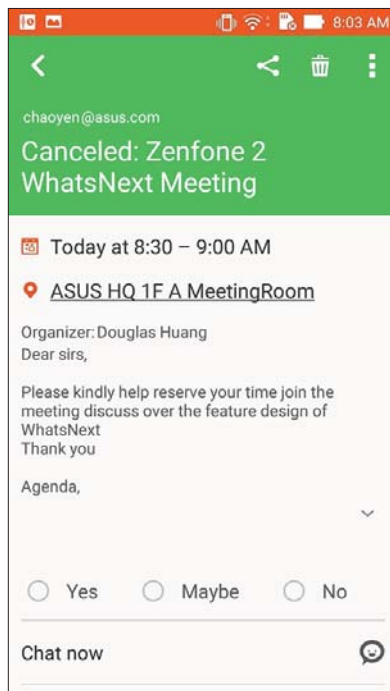 8:03 AM
chaoyen@asus.com
Canceled: Zenfone 2
WhatsNext Meeting
Today at 8:30 – 9:00 AM
ASUS HQ 1F A MeetingRoom
Organizer: Douglas Huang
Dear sirs,
Please kindly help reserve your time join the
meeting discuss over the feature design of
WhatsNext
Thank you
Agenda,
Yes Maybe No
Chat now